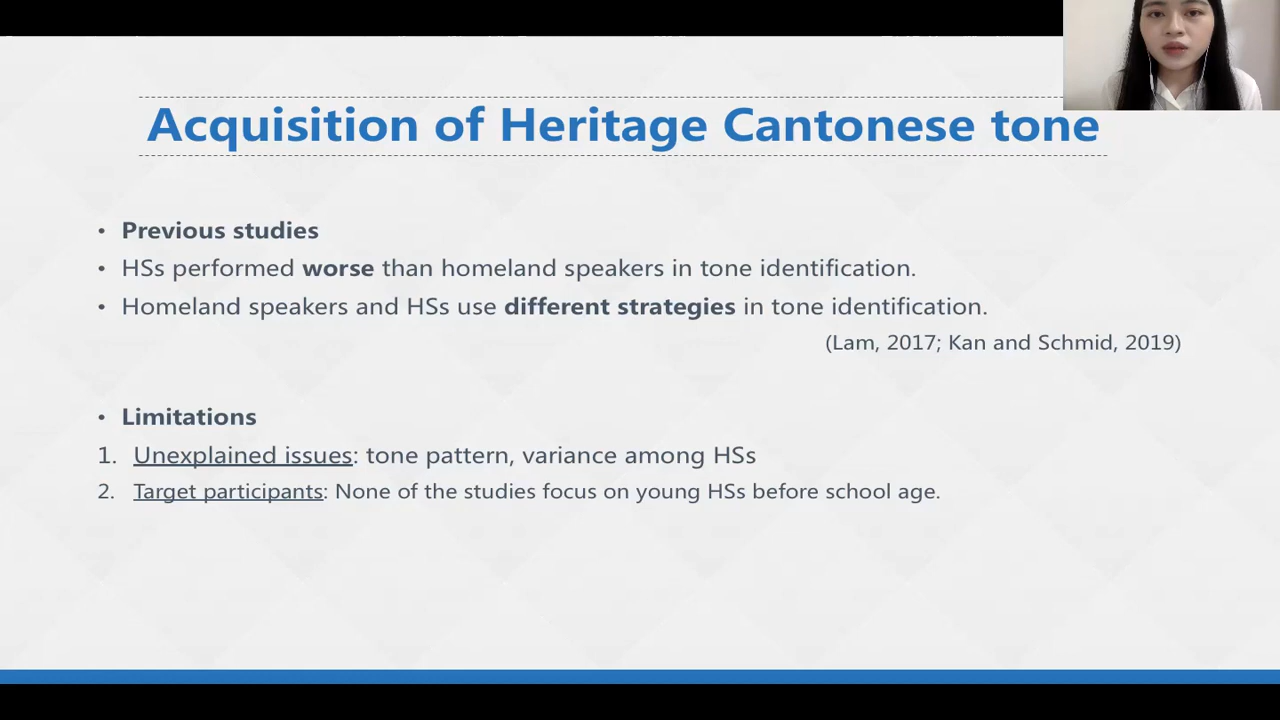 Acquisition of Heritage Cantonese tone
• Previous studies
• HSs performed worse than homeland speakers in tone identification.
• Homeland speakers and HSs use different strategies in tone identification.
(Lam, 2017; Kan and Schmid, 2019)
• Limitations
1. Unexplained issues: tone pattern, variance among HSs
2. Target participants: None of the studies focus on young HSs before school age.